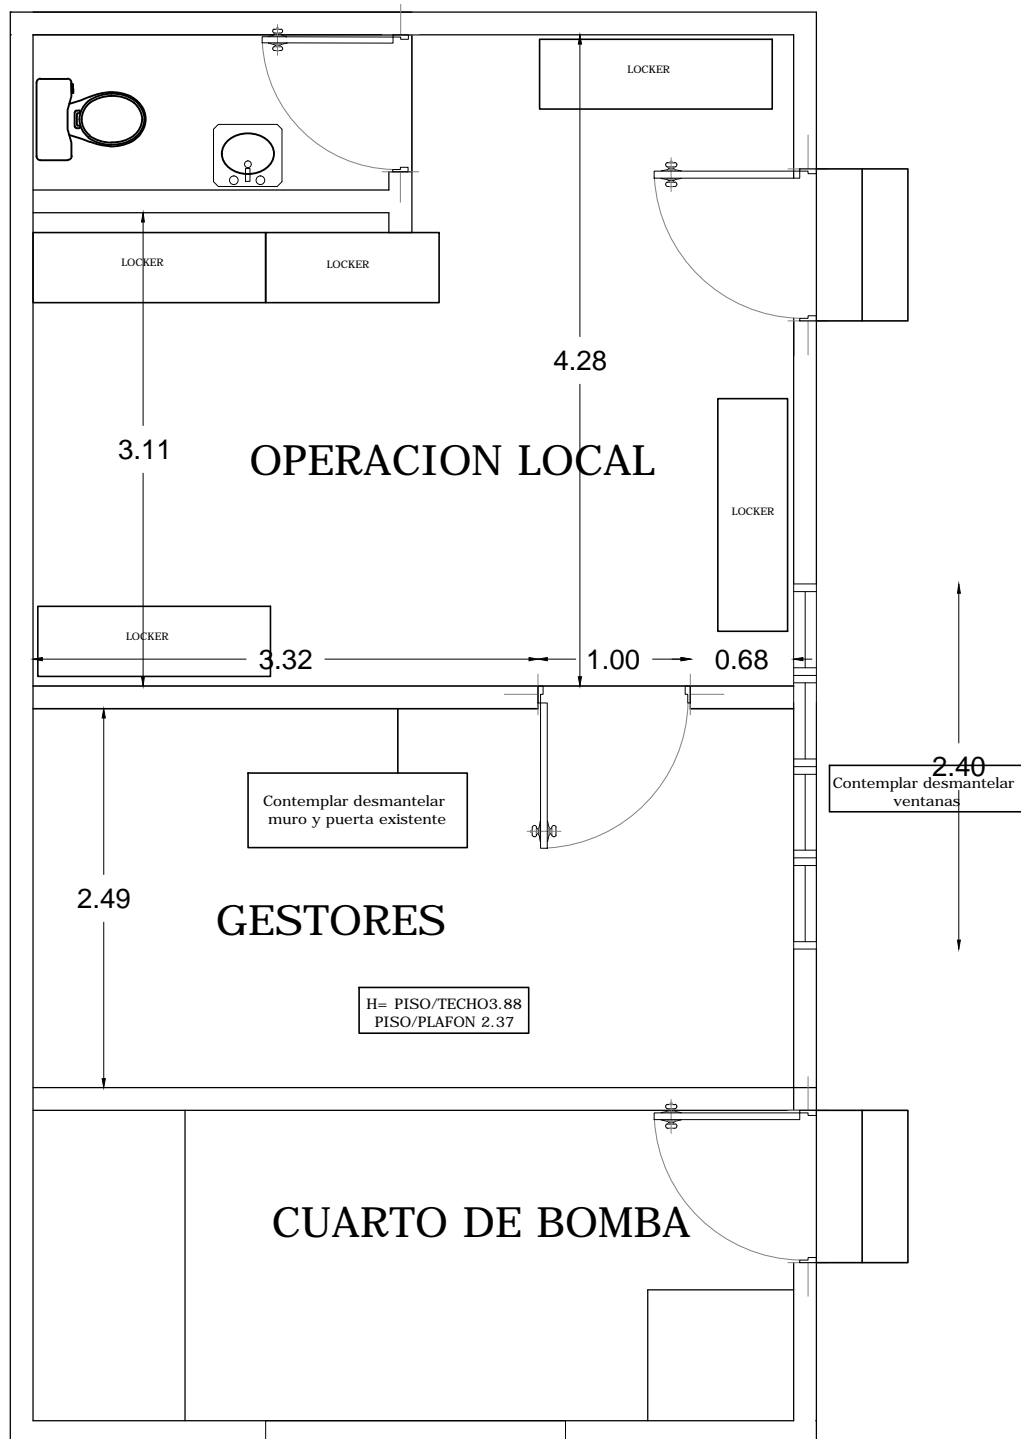 LOCKER
LOCKER
LOCKER
4.28
3.11
OPERACION LOCAL
LOCKER
LOCKER
3.32
1.00
0.68
2.40
Contemplar desmantelar
ventanas
Contemplar desmantelar
muro y puerta existente
2.49
GESTORES
H= PISO/TECHO3.88
PISO/PLAFON 2.37
CUARTO DE BOMBA